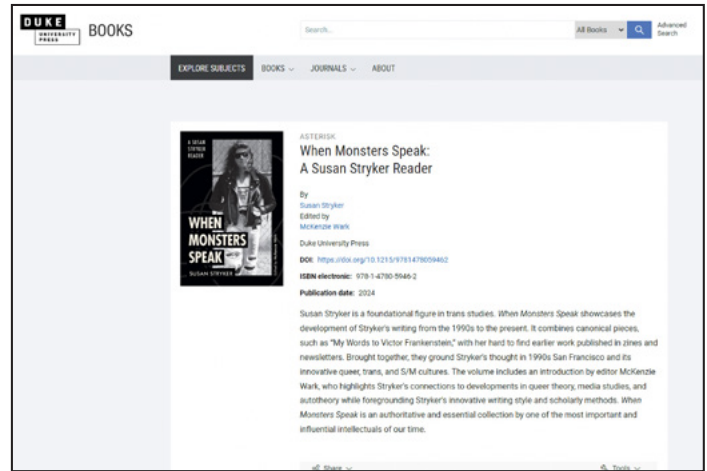 DUKE
UNIVERSITY
PRESS
BOOKS
Search...
All Books
Advanced
Search
EXPLORE SUBJECTS BOOKS JOURNALS ABOUT
A SUSAN
STRYKER
READER
WHEN
MONSTERS
SPEAK
SUSAN STRYKER
ASTERISK
When Monsters Speak:
A Susan Stryker Reader
By
Susan Stryker
Edited by
McKenzie Wark
Duke University Press
DOI: https://doi.org/10.1215/9781478059462
ISBN electronic: 978-1-4780-5946-2
Publication date: 2024
Susan Stryker is a foundational figure in trans studies. When Monsters Speak showcases the
development of Stryker's writing from the 1990s to the present. It combines canonical pieces,
such as "My Words to Victor Frankenstein," with her hard to find earlier work published in zines and
newsletters. Brought together, they ground Stryker's thought in 1990s San Francisco and its
innovative queer, trans, and S/M cultures. The volume includes an introduction by editor McKenzie
Wark, who highlights Stryker's connections to developments in queer theory, media studies, and
autotheory while foregrounding Stryker's innovative writing style and scholarly methods. When
Monsters Speak is an authoritative and essential collection by one of the most important and
influential intellectuals of our time.
Share Tools